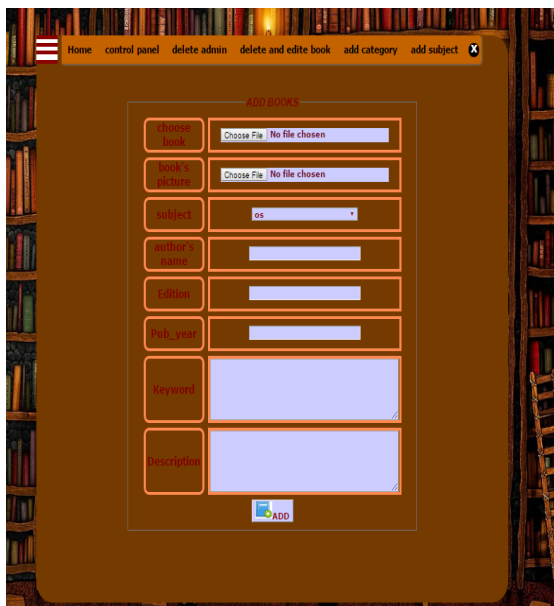 Home control panel delete admin delete and edite book add category add subject X
ADD BOOKS
choose
book
Choose File No file chosen
book's
picture
Choose File No file chosen
subject
os
author's
name
Edition
Pub_year
Keyword
Description
ADD